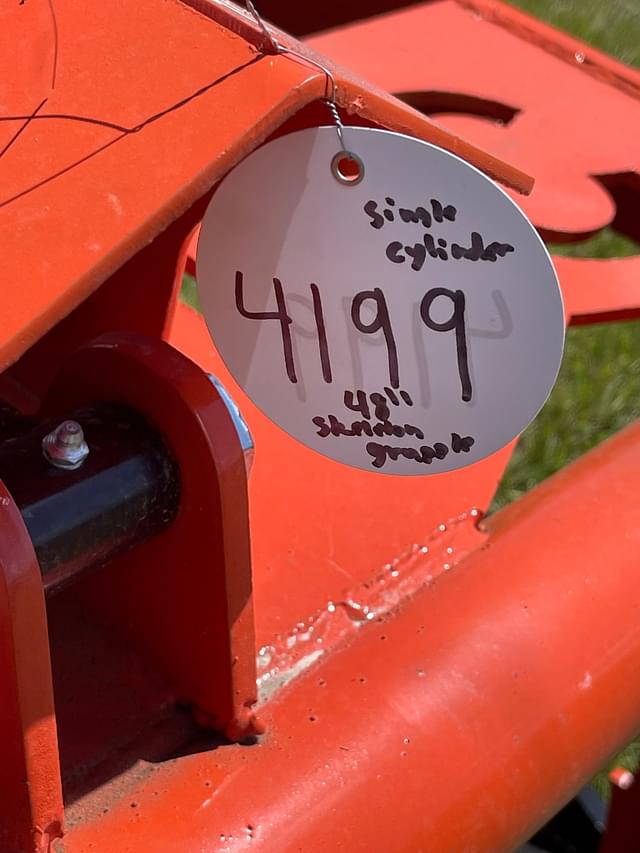 single
cylinder
4199
48"
skeleton
grapple